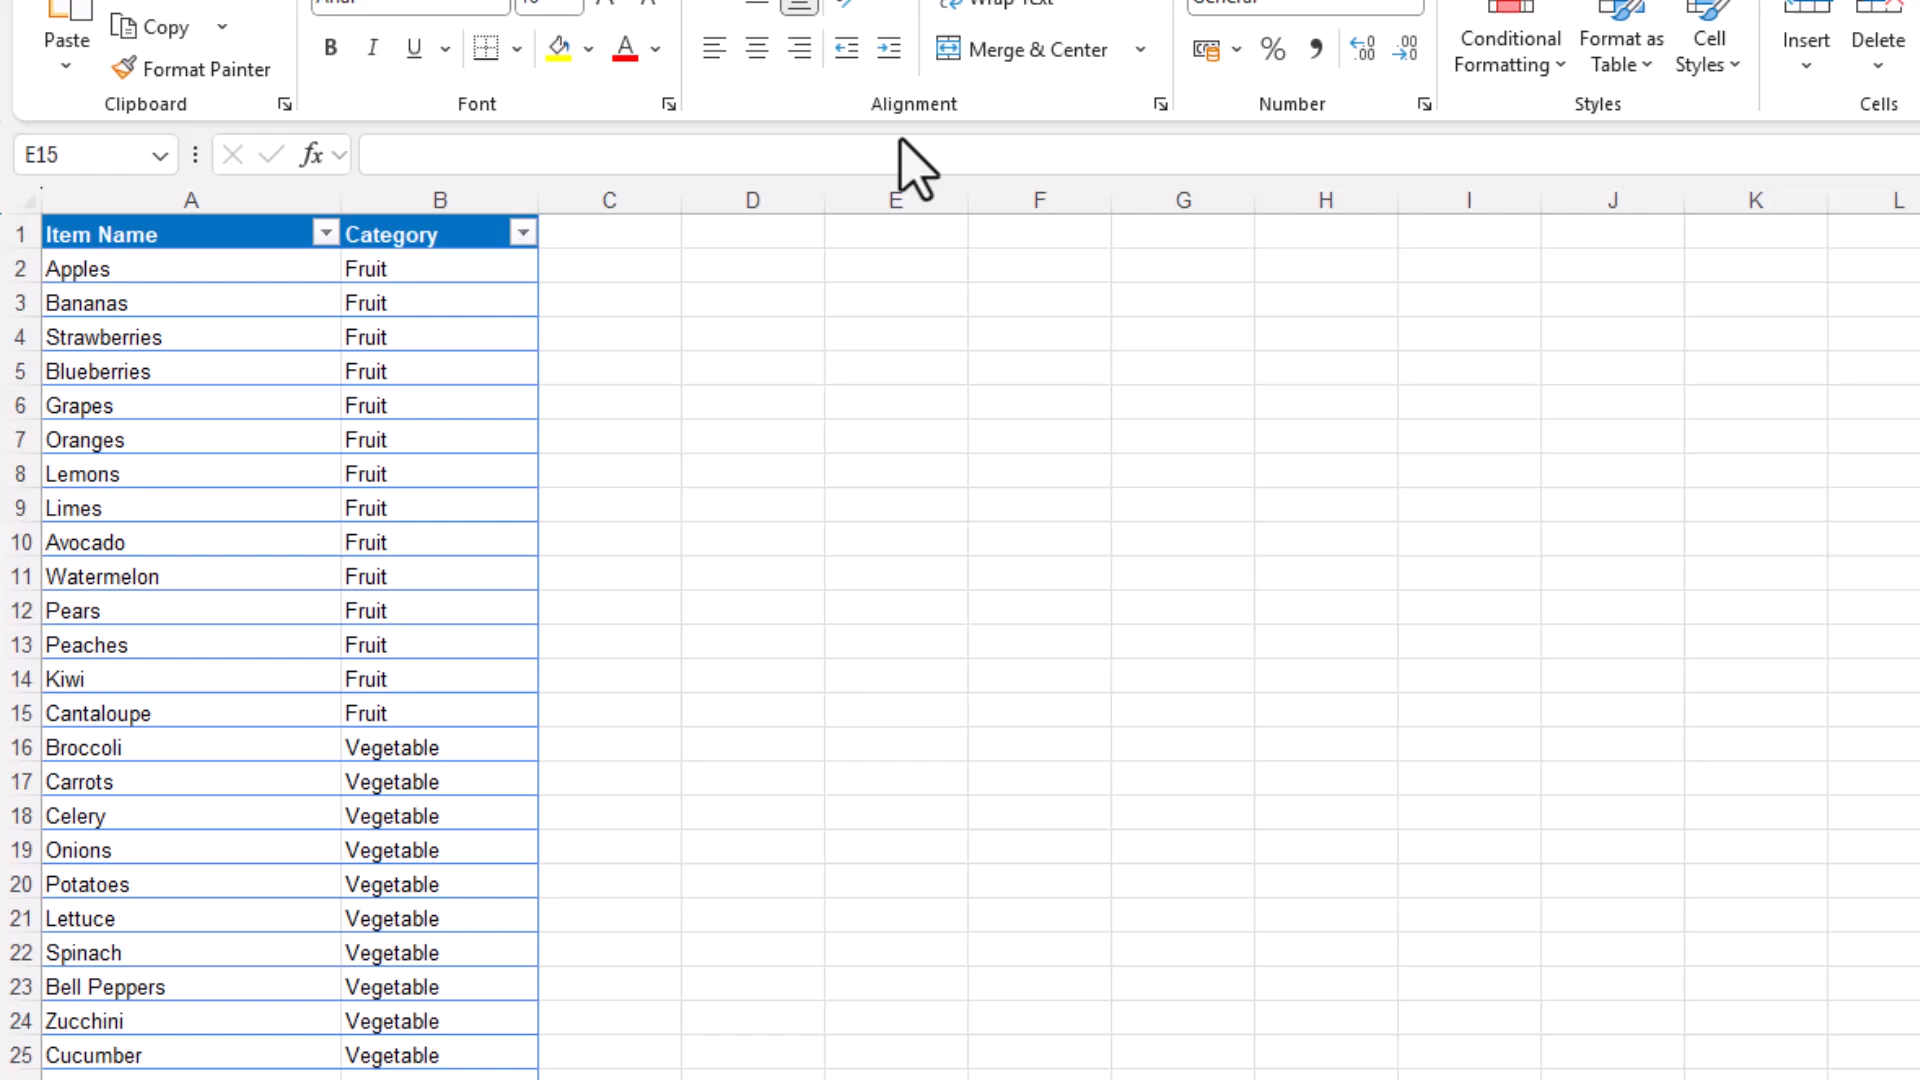 Paste
Copy
Format Painter
Clipboard
B I U
A
Font
Merge & Center
Alignment
% 9
.00
Number
Conditional Formatting
Format as Table
Cell Styles
Styles
Insert
Delete
Cells
E15
fx
A B C D E F G H I J K L
1 Item Name Category
2 Apples Fruit
3 Bananas Fruit
4 Strawberries Fruit
5 Blueberries Fruit
6 Grapes Fruit
7 Oranges Fruit
8 Lemons Fruit
9 Limes Fruit
10 Avocado Fruit
11 Watermelon Fruit
12 Pears Fruit
13 Peaches Fruit
14 Kiwi Fruit
15 Cantaloupe Fruit
16 Broccoli Vegetable
17 Carrots Vegetable
18 Celery Vegetable
19 Onions Vegetable
20 Potatoes Vegetable
21 Lettuce Vegetable
22 Spinach Vegetable
23 Bell Peppers Vegetable
24 Zucchini Vegetable
25 Cucumber Vegetable